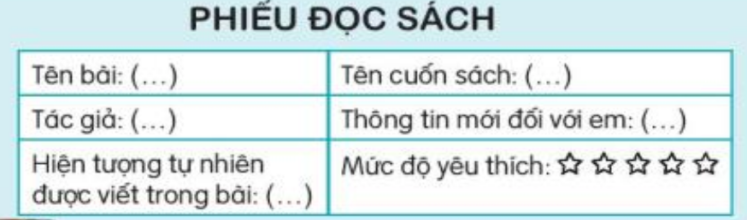 PHIẾU ĐỌC SÁCH
Tên bài: (...)
Tên cuốn sách: (...)
Tác giả: (...)
Thông tin mới đối với em: (...)
Hiện tượng tự nhiên
được viết trong bài: (...)
Mức độ yêu thích: ☆ ☆ ☆ ☆ ☆